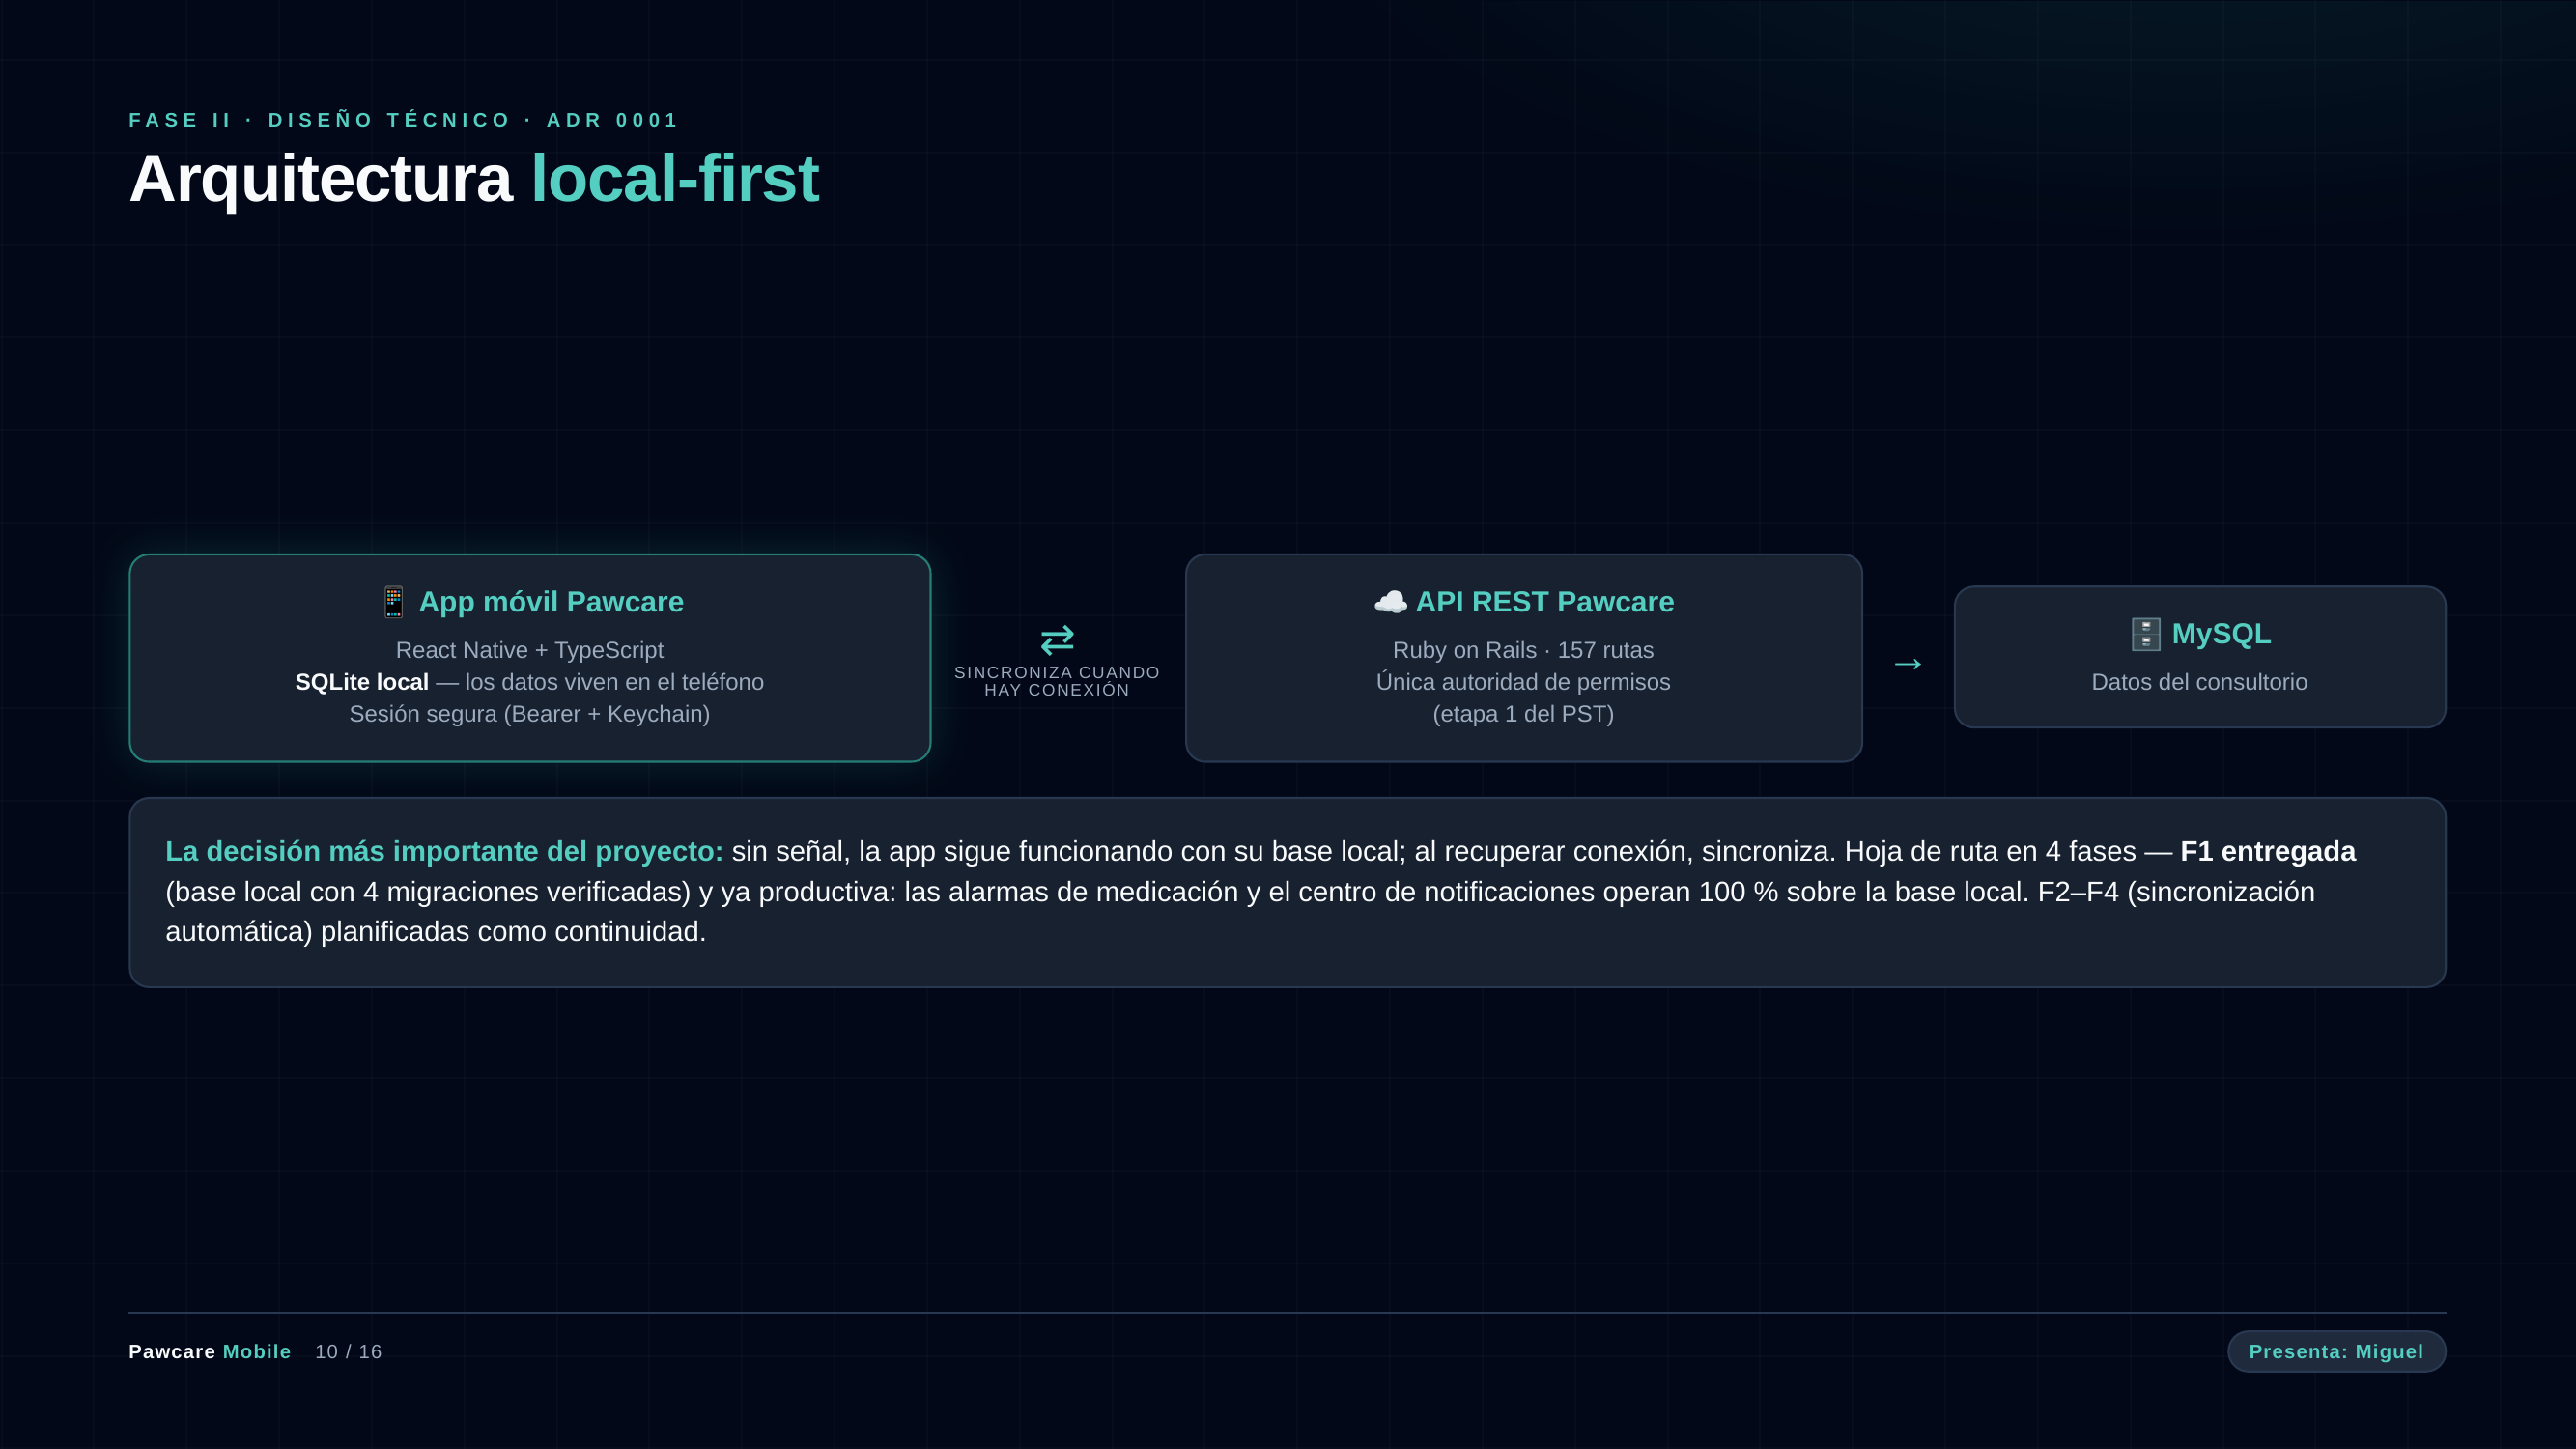 FASE II · DISEÑO TÉCNICO · ADR 0001
Arquitectura local-first
📱 App móvil Pawcare
React Native + TypeScript
SQLite local — los datos viven en el teléfono
Sesión segura (Bearer + Keychain)
⇄
SINCRONIZA CUANDO
HAY CONEXIÓN
☁️ API REST Pawcare
Ruby on Rails · 157 rutas
Única autoridad de permisos
(etapa 1 del PST)
→
🗄️ MySQL
Datos del consultorio
La decisión más importante del proyecto: sin señal, la app sigue funcionando con su base local; al recuperar conexión, sincroniza. Hoja de ruta en 4 fases — F1 entregada
(base local con 4 migraciones verificadas) y ya productiva: las alarmas de medicación y el centro de notificaciones operan 100 % sobre la base local. F2–F4 (sincronización
automática) planificadas como continuidad.
Pawcare Mobile 10 / 16
Presenta: Miguel